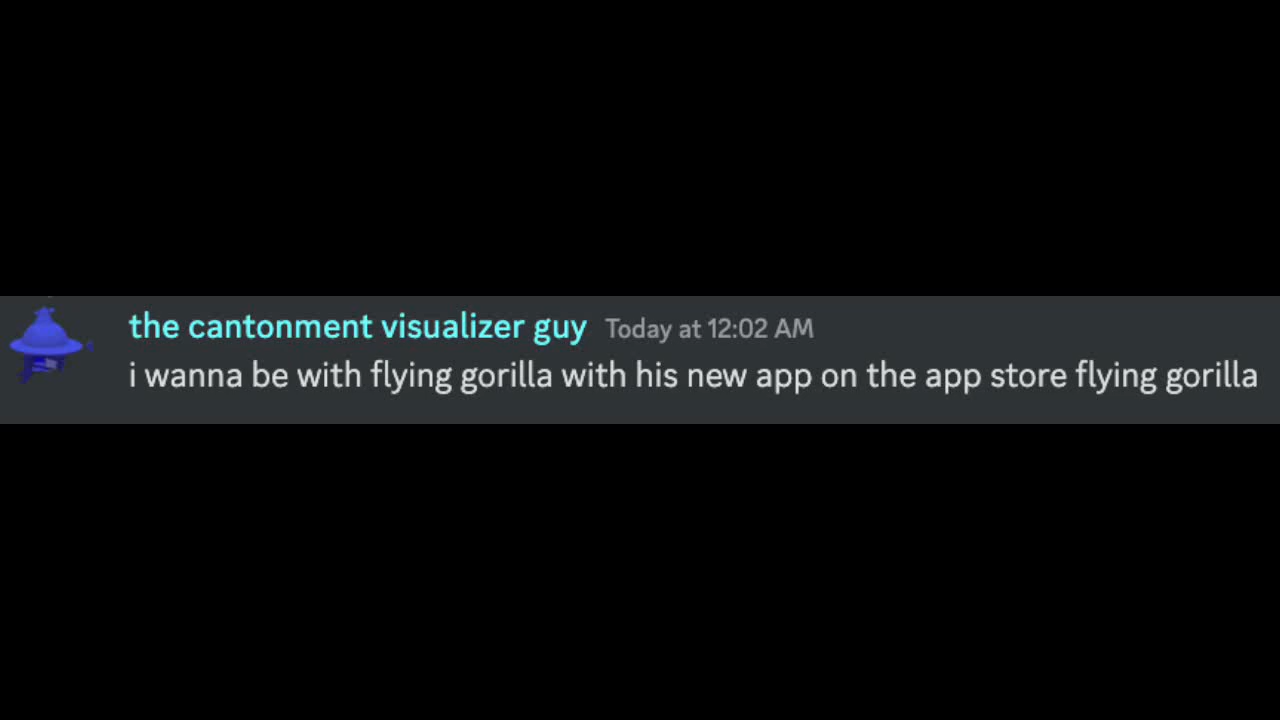 the cantonment visualizer guy Today at 12:02 AM
i wanna be with flying gorilla with his new app on the app store flying gorilla